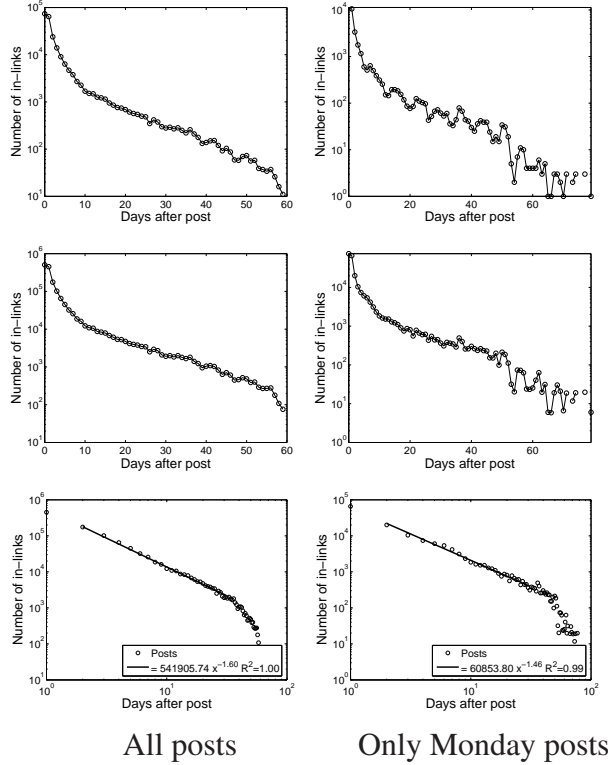 10^5
10^4
10^3
10^2
10^1
Number of in−links
0 10 20 30 40 50 60
Days after post
10^4
10^3
10^2
10^1
10^0
Number of in−links
0 20 40 60
Days after post
10^6
10^5
10^4
10^3
10^2
10^1
Number of in−links
0 10 20 30 40 50 60
Days after post
10^4
10^3
10^2
10^1
10^0
Number of in−links
0 20 40 60
Days after post
10^6
10^5
10^4
10^3
10^2
10^1
Number of in−links
Posts
= 541905.74 x^−1.60 R^2=1.00
10^0 10^1 10^2
Days after post
10^5
10^4
10^3
10^2
10^1
10^0
Number of in−links
Posts
= 60853.80 x^−1.46 R^2=0.99
10^0 10^1 10^2
Days after post
All posts
Only Monday posts